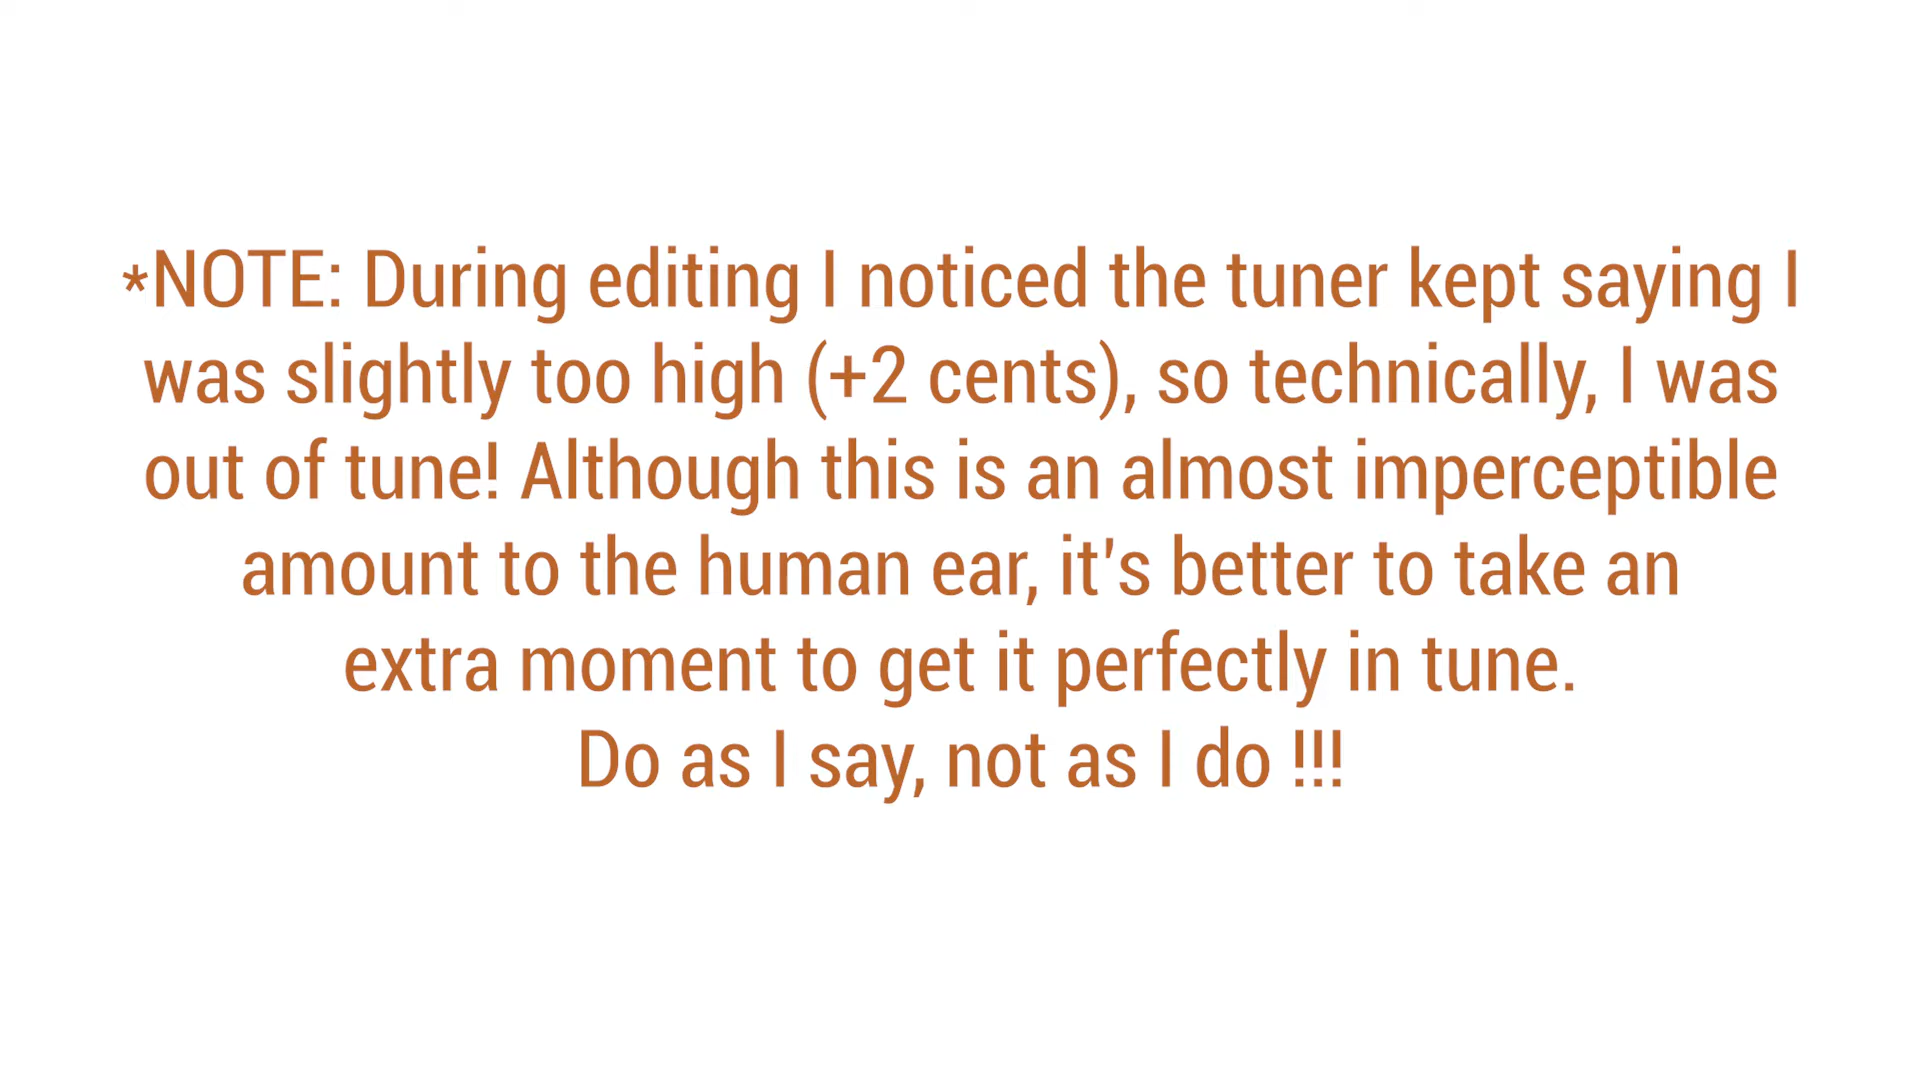 *NOTE: During editing I noticed the tuner kept saying I
was slightly too high (+2 cents), so technically, I was
out of tune! Although this is an almost imperceptible
amount to the human ear, it's better to take an
extra moment to get it perfectly in tune.
Do as I say, not as I do !!!